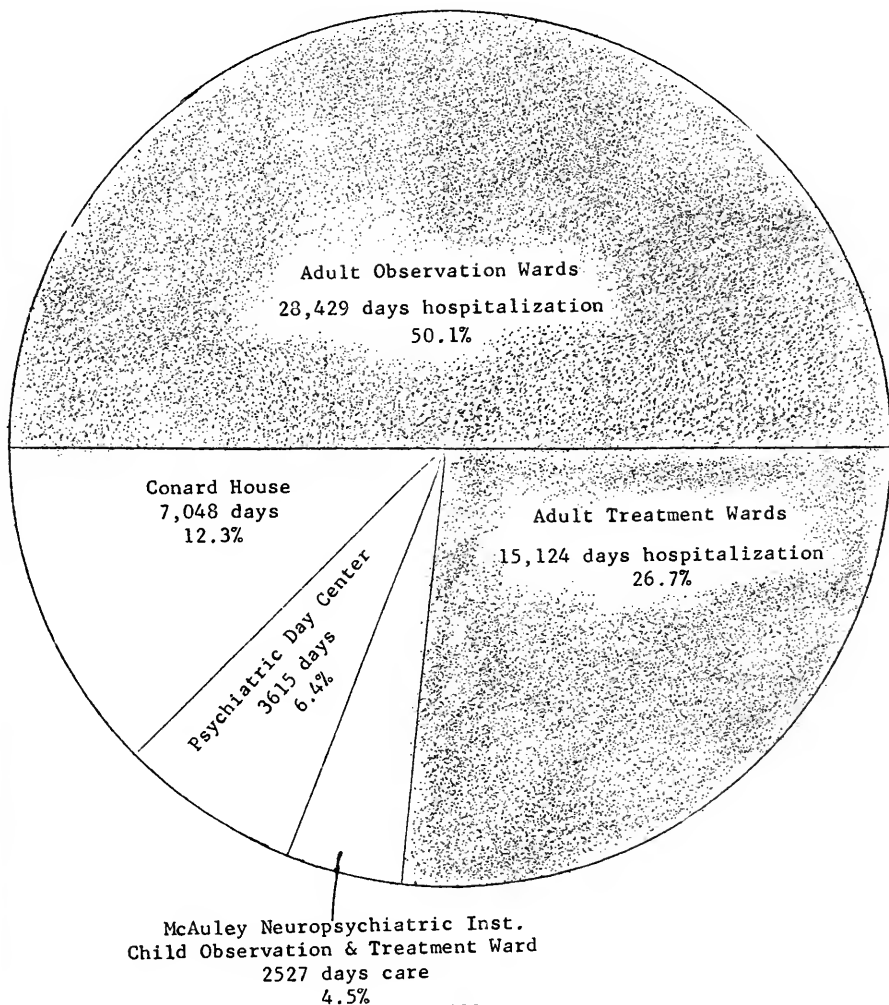 Adult Observation Wards
28,429 days hospitalization
50.1%
Conard House
7,048 days
12.3%
Adult Treatment Wards
15,124 days hospitalization
26.7%
Psychiatric Day Center
3615 days
6.4%
McAuley Neuropsychiatric Inst.
Child Observation & Treatment Ward
2527 days care
4.5%